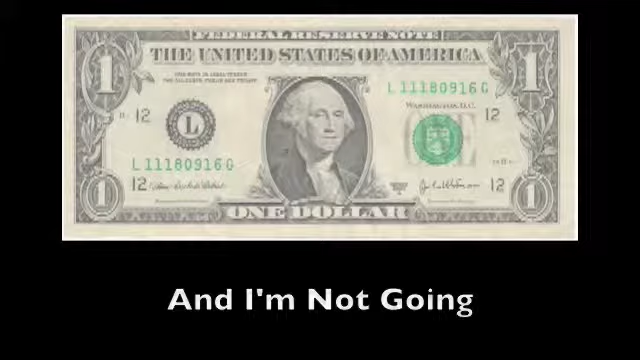 FEDERAL RESERVE NOTE
THE UNITED STATES OF AMERICA
L 11180916 G
WASHINGTON, D.C.
12
12
L
L 11180916 G
12
12
ONE DOLLAR
1
1
1
1
And I'm Not Going